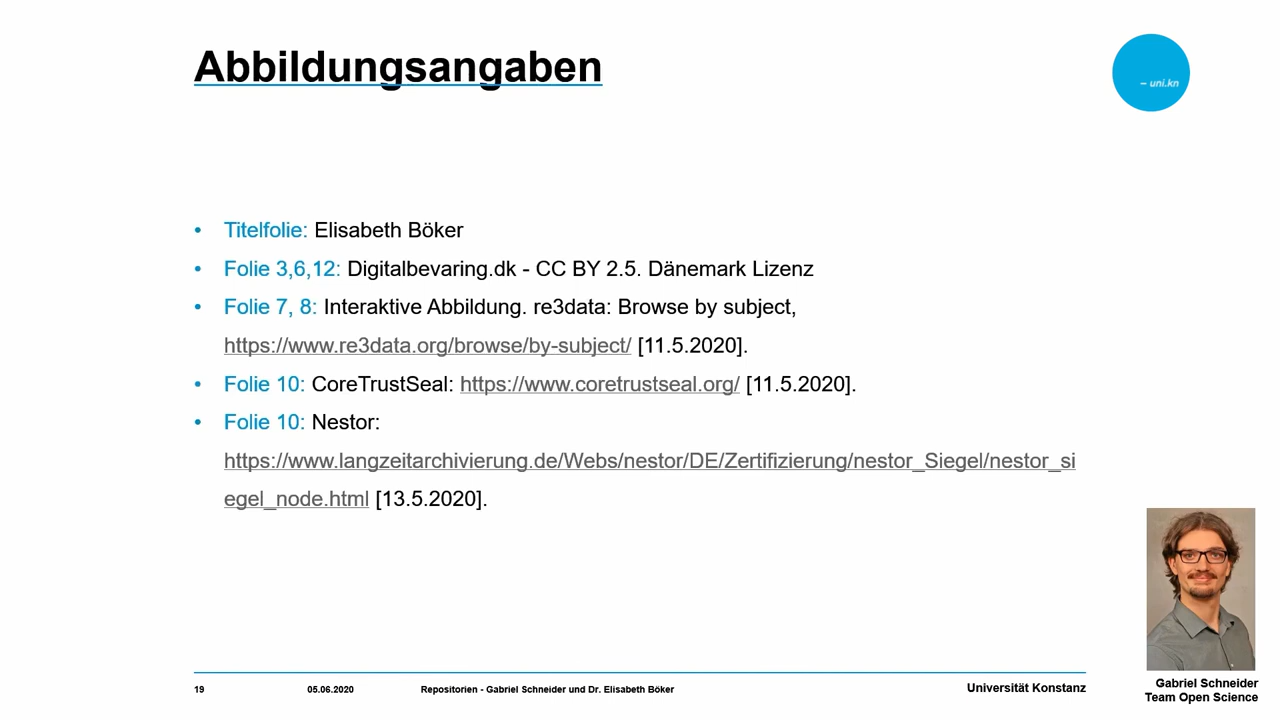 Abbildungsangaben
– uni.kn
• Titelfolie: Elisabeth Böker
• Folie 3,6,12: Digitalbevaring.dk - CC BY 2.5. Dänemark Lizenz
• Folie 7, 8: Interaktive Abbildung. re3data: Browse by subject,
https://www.re3data.org/browse/by-subject/ [11.5.2020].
• Folie 10: CoreTrustSeal: https://www.coretrustseal.org/ [11.5.2020].
• Folie 10: Nestor:
https://www.langzeitarchivierung.de/Webs/nestor/DE/Zertifizierung/nestor_Siegel/nestor_si
egel_node.html [13.5.2020].
19 05.06.2020 Repositorien - Gabriel Schneider und Dr. Elisabeth Böker Universität Konstanz
Gabriel Schneider
Team Open Science